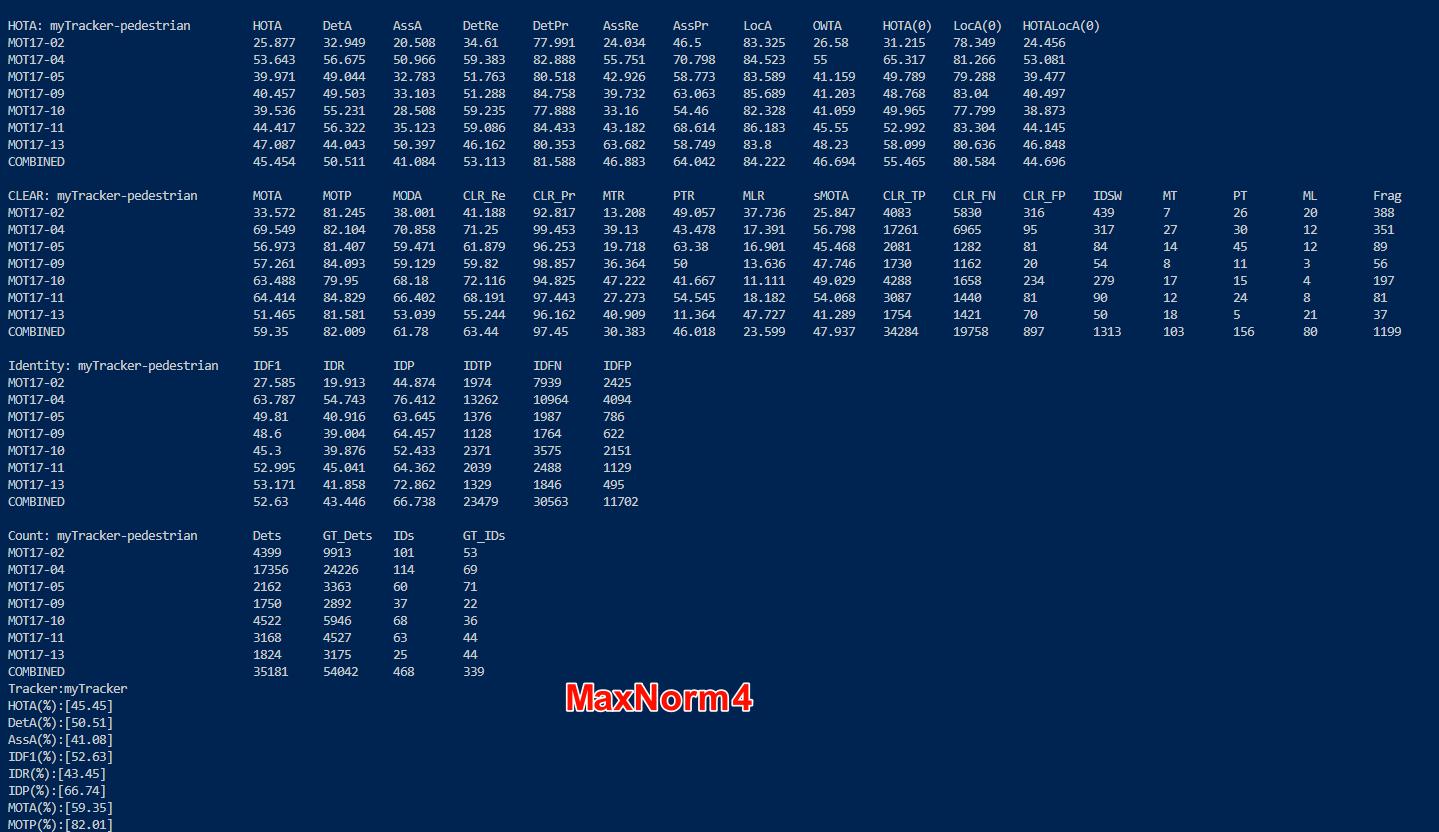 HOTA: myTracker-pedestrian HOTA DetA AssA DetRe DetPr AssRe AssPr LocA OWTA HOTA(0) LocA(0) HOTALocA(0)
MOT17-02 25.877 32.949 20.508 34.61 77.991 24.034 46.5 83.325 26.58 31.215 78.349 24.456
MOT17-04 53.643 56.675 50.966 59.383 82.888 55.751 70.798 84.523 55 65.317 81.266 53.081
MOT17-05 39.971 49.044 32.783 51.763 80.518 42.926 58.773 83.589 41.159 49.789 79.288 39.477
MOT17-09 40.457 49.503 33.103 51.288 84.758 39.732 63.063 85.689 41.203 48.768 83.04 40.497
MOT17-10 39.536 55.231 28.508 59.235 77.888 33.16 54.46 82.328 41.059 49.965 77.799 38.873
MOT17-11 44.417 56.322 35.123 59.086 84.433 43.182 68.614 86.183 45.55 52.992 83.304 44.145
MOT17-13 47.087 44.043 50.397 46.162 80.353 63.682 58.749 83.8 48.23 58.099 80.636 46.848
COMBINED 45.454 50.511 41.084 53.113 81.588 46.883 64.042 84.222 46.694 55.465 80.584 44.696
CLEAR: myTracker-pedestrian MOTA MOTP MODA CLR_Re CLR_Pr MTR PTR MLR sMOTA CLR_TP CLR_FN CLR_FP IDSW MT PT ML Frag
MOT17-02 33.572 81.245 38.001 41.188 92.817 13.208 49.057 37.736 25.847 4083 5830 316 439 7 26 20 388
MOT17-04 69.549 82.104 70.858 71.25 99.453 39.13 43.478 17.391 56.798 17261 6965 95 317 27 30 12 351
MOT17-05 56.973 81.407 59.471 61.879 96.253 19.718 63.38 16.901 45.468 2081 1282 81 84 14 45 12 89
MOT17-09 57.261 84.093 59.129 59.82 98.857 36.364 50 13.636 47.746 1730 1162 20 54 8 11 3 56
MOT17-10 63.488 79.95 68.18 72.116 94.825 47.222 41.667 11.111 49.029 4288 1658 234 279 17 15 4 197
MOT17-11 64.414 84.829 66.402 68.191 97.443 27.273 54.545 18.182 54.068 3087 1440 81 90 12 24 8 81
MOT17-13 51.465 81.581 53.039 55.244 96.162 40.909 11.364 47.727 41.289 1754 1421 70 50 18 5 21 37
COMBINED 59.35 82.009 61.78 63.44 97.45 30.383 46.018 23.599 47.937 34284 19758 897 1313 103 156 80 1199
Identity: myTracker-pedestrian IDF1 IDR IDP IDTP IDFN IDFP
MOT17-02 27.585 19.913 44.874 1974 7939 2425
MOT17-04 63.787 54.743 76.412 13262 10964 4094
MOT17-05 49.81 40.916 63.645 1376 1987 786
MOT17-09 48.6 39.004 64.457 1128 1764 622
MOT17-10 45.3 39.876 52.433 2371 3575 2151
MOT17-11 52.995 45.041 64.362 2039 2488 1129
MOT17-13 53.171 41.858 72.862 1329 1846 495
COMBINED 52.63 43.446 66.738 23479 30563 11702
Count: myTracker-pedestrian Dets GT_Dets IDs GT_IDs
MOT17-02 4399 9913 101 53
MOT17-04 17356 24226 114 69
MOT17-05 2162 3363 60 71
MOT17-09 1750 2892 37 22
MOT17-10 4522 5946 68 36
MOT17-11 3168 4527 63 44
MOT17-13 1824 3175 25 44
COMBINED 35181 54042 468 339
Tracker:myTracker
MaxNorm4
HOTA(%):[45.45]
DetA(%):[50.51]
AssA(%):[41.08]
IDF1(%):[52.63]
IDR(%):[43.45]
IDP(%):[66.74]
MOTA(%):[59.35]
MOTP(%):[82.01]